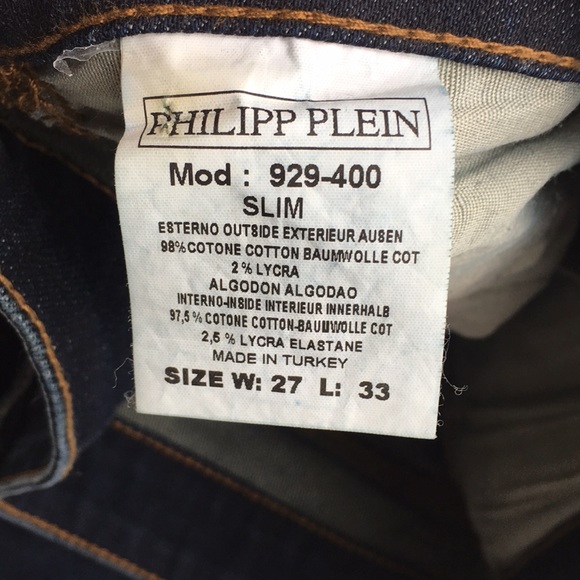 PHILIPP PLEIN
Mod : 929-400
SLIM
ESTERNO OUTSIDE EXTERIEUR AUSEN
98% COTONE COTTON BAUMWOLLE COT
2 % LYCRA
ALGODON ALGODAO
INTERNO-INSIDE INTERIEUR INNERHALB
97,5 % COTONE COTTON-BAUMWOLLE COT
2,5 % LYCRA ELASTANE
MADE IN TURKEY
SIZE W: 27 L: 33